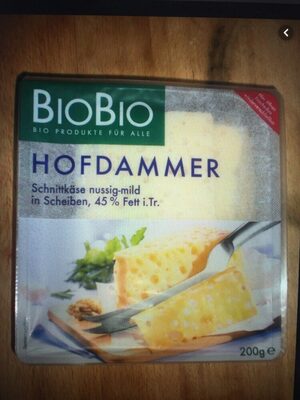 BIOBIO
BIO PRODUKTE FÜR ALLE
HOFDAMMER
Schnittkäse nussig-mild
in Scheiben, 45 % Fett i.Tr.
200g e